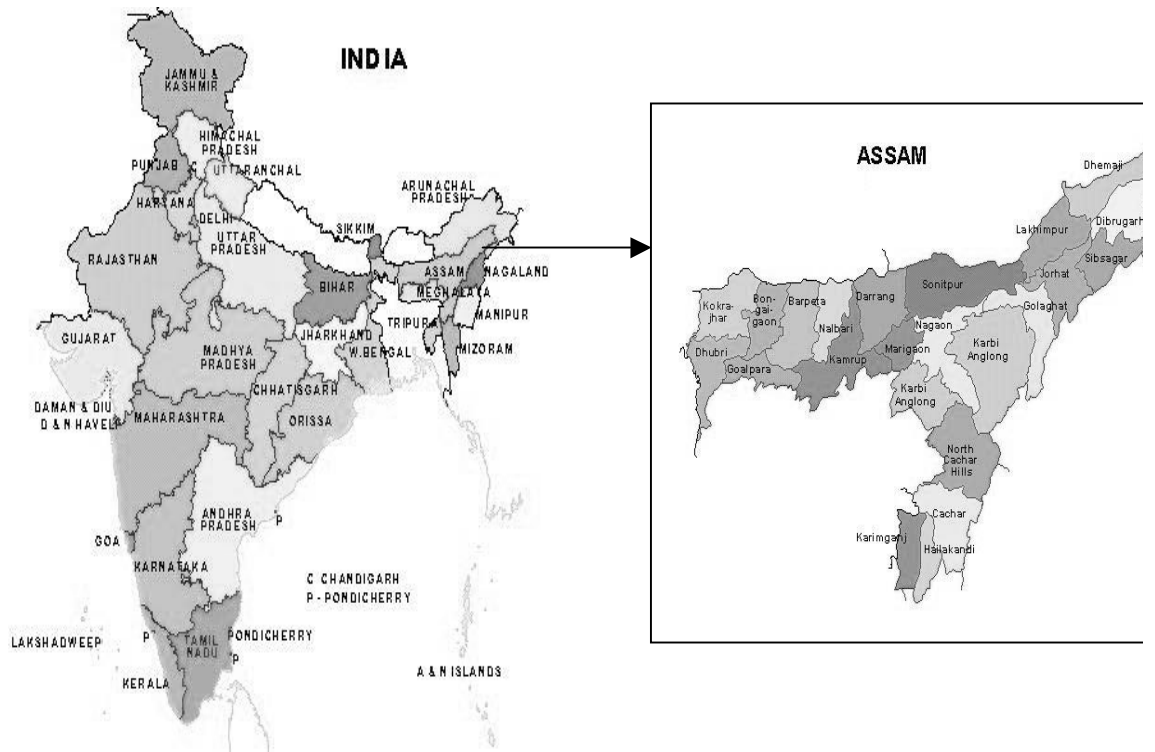 INDIA
JAMMU &
KASHMIR
HIMACHAL
PRADESH
PUNJAB
C
UTTARANCHAL
HARYANA
DELHI
UTTAR
PRADESH
RAJASTHAN
SIKKIM
ARUNACHAL
PRADESH
ASSAM
NAGALAND
MEGHALAYA
MANIPUR
BIHAR
TRIPURA
MIZORAM
JHARKHAND
W.BENGAL
GUJARAT
MADHYA
PRADESH
CHHATISGARH
DAMAN & DIU
D & N HAVELI
MAHARASHTRA
ORISSA
ANDHRA
PRADESH
P
GOA
KARNATAKA
C CHANDIGARH
P - PONDICHERRY
LAKSHADWEEP
P
TAMIL
NADU
PONDICHERRY
P
KERALA
A & N ISLANDS
ASSAM
Dhemaji
Dibrugarh
Lakhimpur
Sibsagar
Jorhat
Golaghat
Sonitpur
Darrang
Kokra-
jhar
Bon-
gai-
gaon
Barpeta
Nalbari
Nagaon
Dhubri
Goalpara
Kamrup
Marigaon
Karbi
Anglong
Karbi
Anglong
North
Cachar
Hills
Cachar
Karimganj
Hailakandi